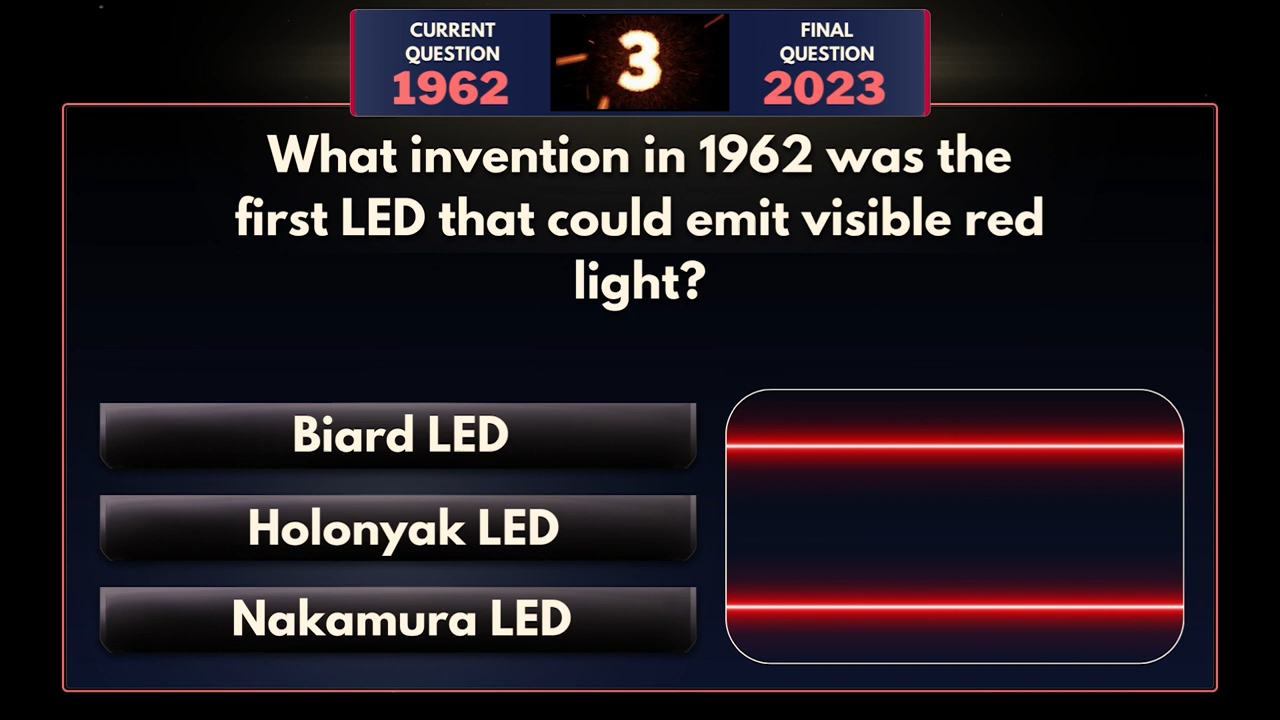 CURRENT
QUESTION
1962
3
FINAL
QUESTION
2023
What invention in 1962 was the
first LED that could emit visible red
light?
Biard LED
Holonyak LED
Nakamura LED